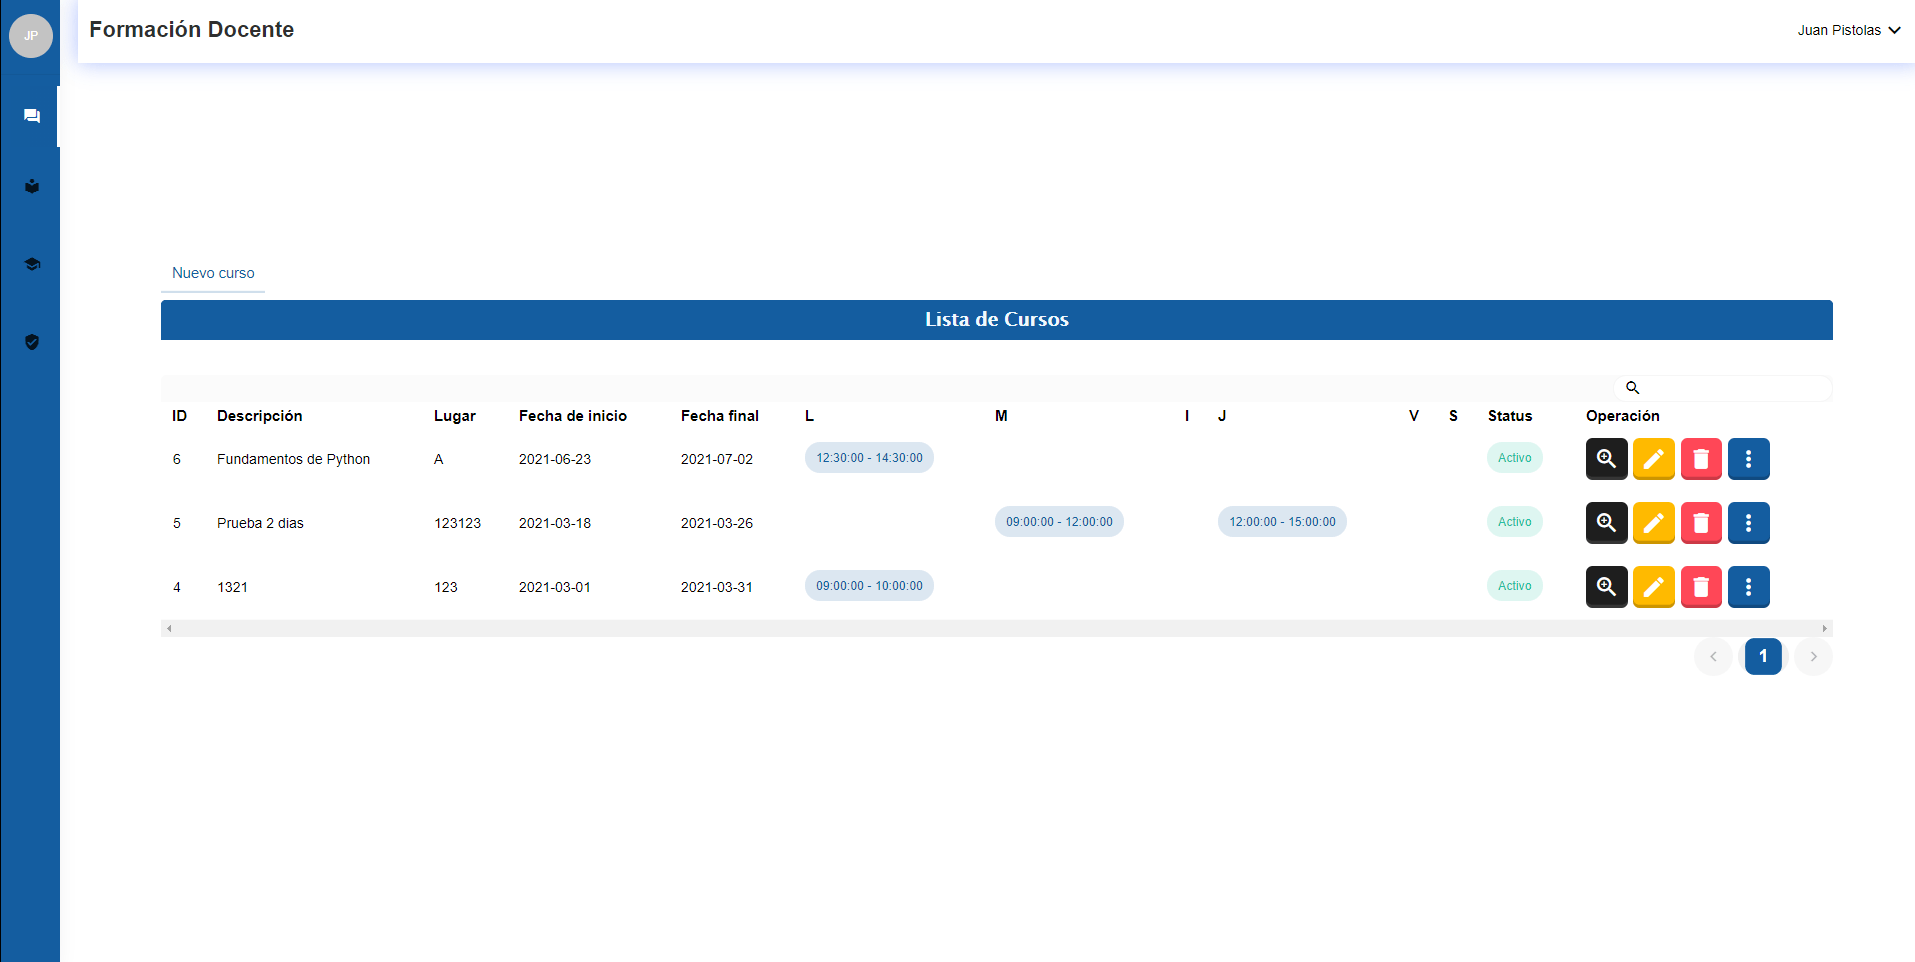 JP
Formación Docente
Juan Pistolas
Nuevo curso
Lista de Cursos
ID Descripción Lugar Fecha de inicio Fecha final L M I J V S Status Operación
6 Fundamentos de Python A 2021-06-23 2021-07-02 12:30:00 - 14:30:00 Activo
5 Prueba 2 dias 123123 2021-03-18 2021-03-26 09:00:00 - 12:00:00 12:00:00 - 15:00:00 Activo
4 1321 123 2021-03-01 2021-03-31 09:00:00 - 10:00:00 Activo
1